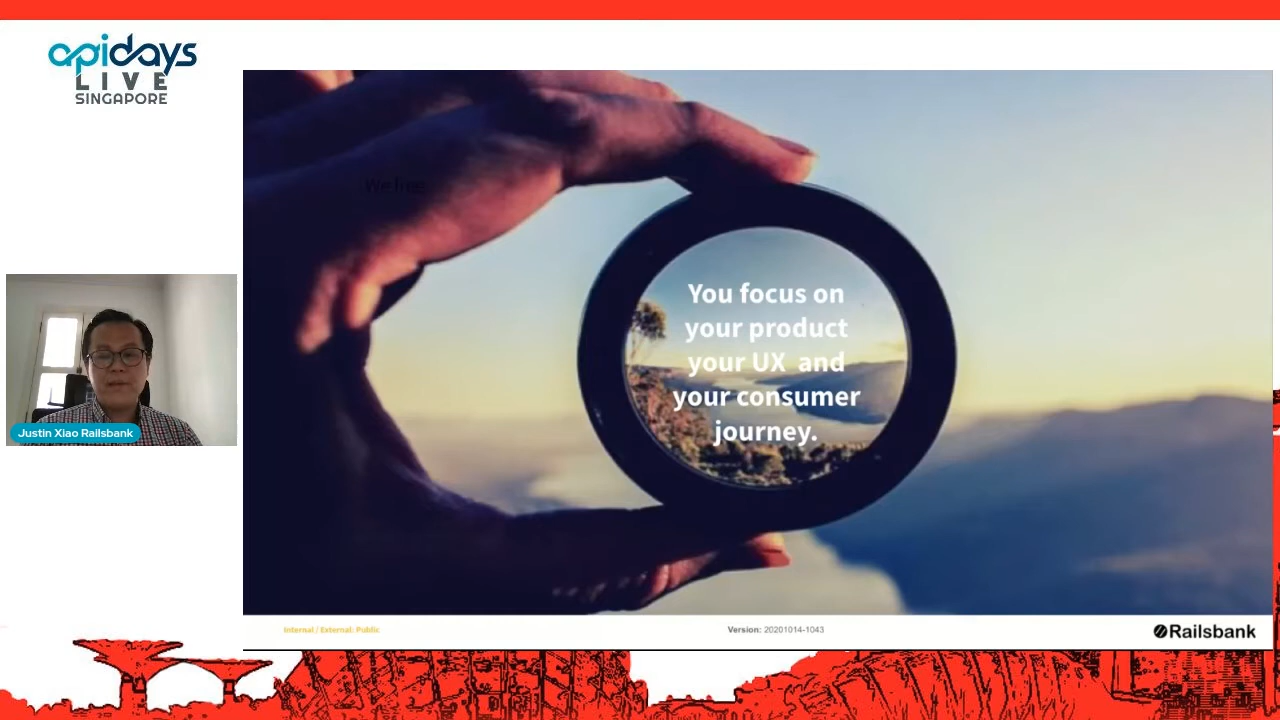 apidays
LIVE
SINGAPORE
You focus on
your product
your UX and
your consumer
journey.
Justin Xiao Railsbank
Internal / External: Public
Version: 20201014-1043
Railsbank